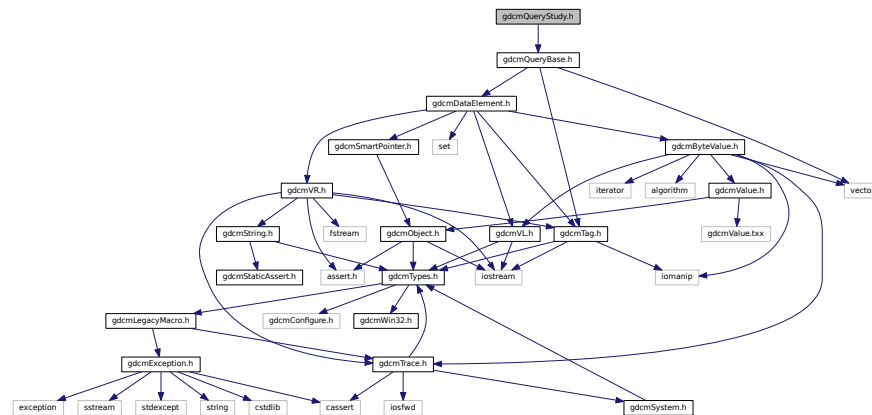 gdcmQueryStudy.h
gdcmQueryBase.h
gdcmDataElement.h
gdcmSmartPointer.h
set
gdcmByteValue.h
gdcmVR.h
iterator
algorithm
gdcmValue.h
vecto
gdcmString.h
fstream
gdcmObject.h
gdcmVL.h
gdcmTag.h
gdcmValue.txx
gdcmStaticAssert.h
assert.h
gdcmTypes.h
iostream
iomanip
gdcmLegacyMacro.h
gdcmConfigure.h
gdcmWin32.h
gdcmException.h
gdcmTrace.h
exception
sstream
stdexcept
string
cstdlib
cassert
iosfwd
gdcmSystem.h